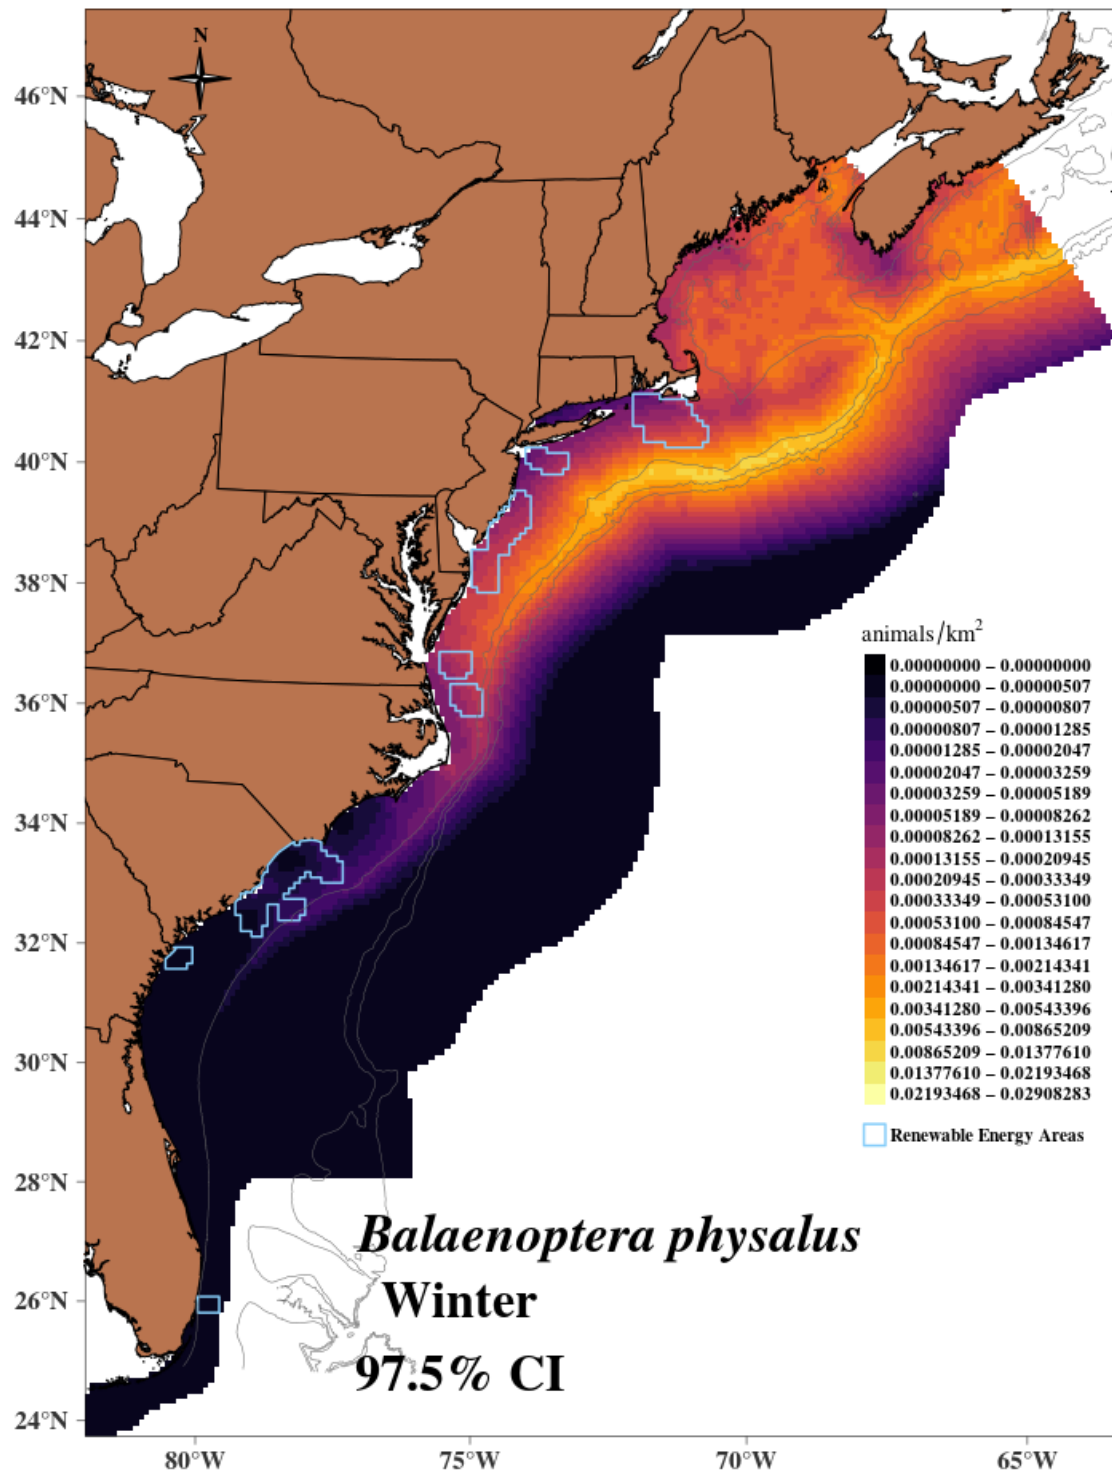 N
46°N
44°N
42°N
40°N
38°N
36°N
34°N
32°N
30°N
28°N
26°N
24°N
80°W
75°W
70°W
65°W
animals/km²
0.00000000 – 0.00000000
0.00000000 – 0.00000507
0.00000507 – 0.00000807
0.00000807 – 0.00001285
0.00001285 – 0.00002047
0.00002047 – 0.00003259
0.00003259 – 0.00005189
0.00005189 – 0.00008262
0.00008262 – 0.00013155
0.00013155 – 0.00020945
0.00020945 – 0.00033349
0.00033349 – 0.00053100
0.00053100 – 0.00084547
0.00084547 – 0.00134617
0.00134617 – 0.00214341
0.00214341 – 0.00341280
0.00341280 – 0.00543396
0.00543396 – 0.00865209
0.00865209 – 0.01377610
0.01377610 – 0.02193468
0.02193468 – 0.02908283
Renewable Energy Areas
Balaenoptera physalus
Winter
97.5% CI